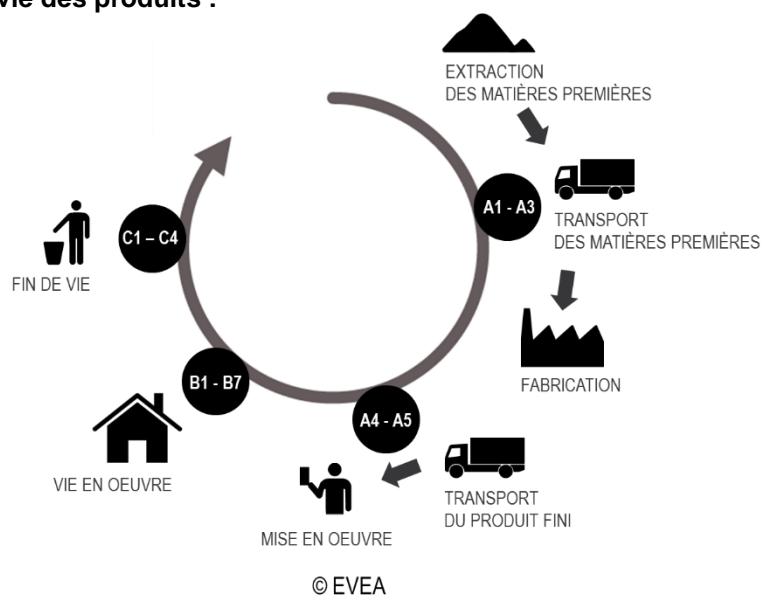 vie des produits :
EXTRACTION
DES MATIÈRES PREMIÈRES
A1 - A3
TRANSPORT
DES MATIÈRES PREMIÈRES
FABRICATION
A4 - A5
TRANSPORT
DU PRODUIT FINI
MISE EN OEUVRE
B1 - B7
VIE EN OEUVRE
C1 – C4
FIN DE VIE
© EVEA